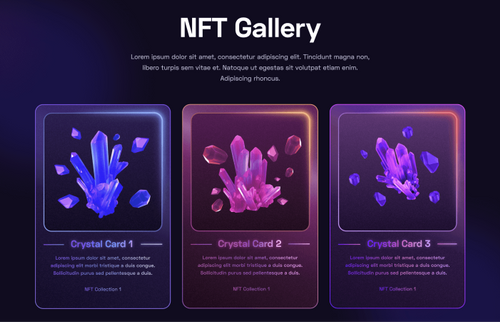 NFT Gallery
Lorem ipsum dolor sit amet, consectetur adipiscing elit. Tincidunt magna non,
libero turpis sem vitae et. Natoque ut egestas sit volutpat etiam enim.
Adipiscing rhoncus.
Crystal Card 1
Lorem ipsum dolor sit amet, consectetur
adipiscing elit morbi tristique a duis congue.
Sollicitudin purus sed pellentesque a duis.
NFT Collection 1
Crystal Card 2
Lorem ipsum dolor sit amet, consectetur
adipiscing elit morbi tristique a duis congue.
Sollicitudin purus sed pellentesque a duis.
NFT Collection 1
Crystal Card 3
Lorem ipsum dolor sit amet, consectetur
adipiscing elit morbi tristique a duis congue.
Sollicitudin purus sed pellentesque a duis.
NFT Collection 1